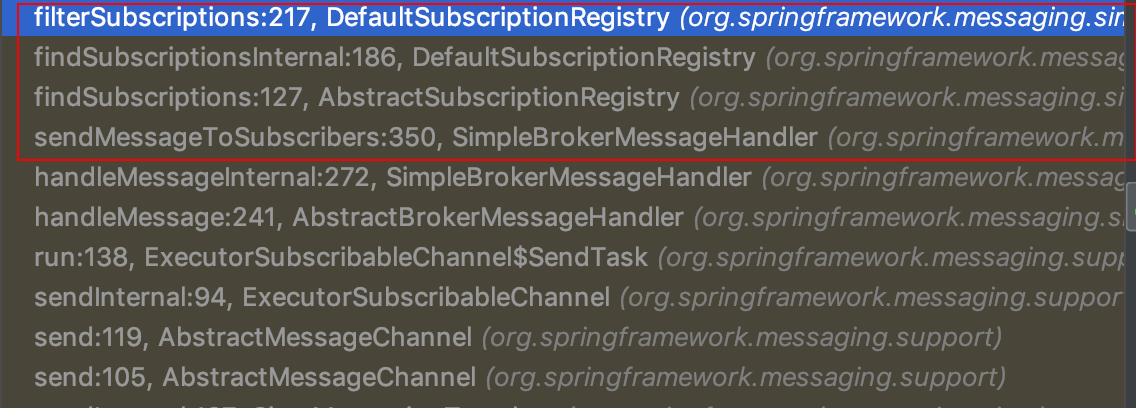 filterSubscriptions:217, DefaultSubscriptionRegistry (org.springframework.messaging.sim
findSubscriptionsInternal:186, DefaultSubscriptionRegistry (org.springframework.messag
findSubscriptions:127, AbstractSubscriptionRegistry (org.springframework.messaging.si
sendMessageToSubscribers:350, SimpleBrokerMessageHandler (org.springframework.m
handleMessageInternal:272, SimpleBrokerMessageHandler (org.springframework.messag
handleMessage:241, AbstractBrokerMessageHandler (org.springframework.messaging.si
run:138, ExecutorSubscribableChannel$SendTask (org.springframework.messaging.supp
sendInternal:94, ExecutorSubscribableChannel (org.springframework.messaging.suppor
send:119, AbstractMessageChannel (org.springframework.messaging.support)
send:105, AbstractMessageChannel (org.springframework.messaging.support)